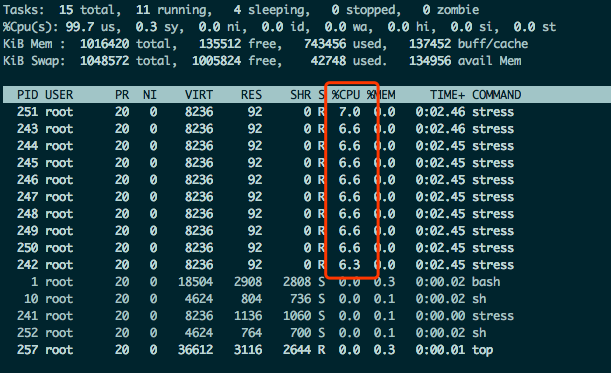 Tasks: 15 total, 11 running, 4 sleeping, 0 stopped, 0 zombie
%Cpu(s): 99.7 us, 0.3 sy, 0.0 ni, 0.0 id, 0.0 wa, 0.0 hi, 0.0 si, 0.0 st
KiB Mem : 1016420 total, 135512 free, 743456 used, 137452 buff/cache
KiB Swap: 1048572 total, 1005824 free, 42748 used. 134956 avail Mem
PID USER PR NI VIRT RES SHR S %CPU %MEM TIME+ COMMAND
251 root 20 0 8236 92 0 R 7.0 0.0 0:02.46 stress
243 root 20 0 8236 92 0 R 6.6 0.0 0:02.46 stress
244 root 20 0 8236 92 0 R 6.6 0.0 0:02.45 stress
245 root 20 0 8236 92 0 R 6.6 0.0 0:02.45 stress
246 root 20 0 8236 92 0 R 6.6 0.0 0:02.45 stress
247 root 20 0 8236 92 0 R 6.6 0.0 0:02.45 stress
248 root 20 0 8236 92 0 R 6.6 0.0 0:02.45 stress
249 root 20 0 8236 92 0 R 6.6 0.0 0:02.45 stress
250 root 20 0 8236 92 0 R 6.6 0.0 0:02.45 stress
242 root 20 0 8236 92 0 R 6.3 0.0 0:02.45 stress
1 root 20 0 18504 2908 2808 S 0.0 0.3 0:00.02 bash
10 root 20 0 4624 804 736 S 0.0 0.1 0:00.02 sh
241 root 20 0 8236 1136 1060 S 0.0 0.1 0:00.00 stress
252 root 20 0 4624 764 700 S 0.0 0.1 0:00.02 sh
257 root 20 0 36612 3116 2644 R 0.0 0.3 0:00.01 top